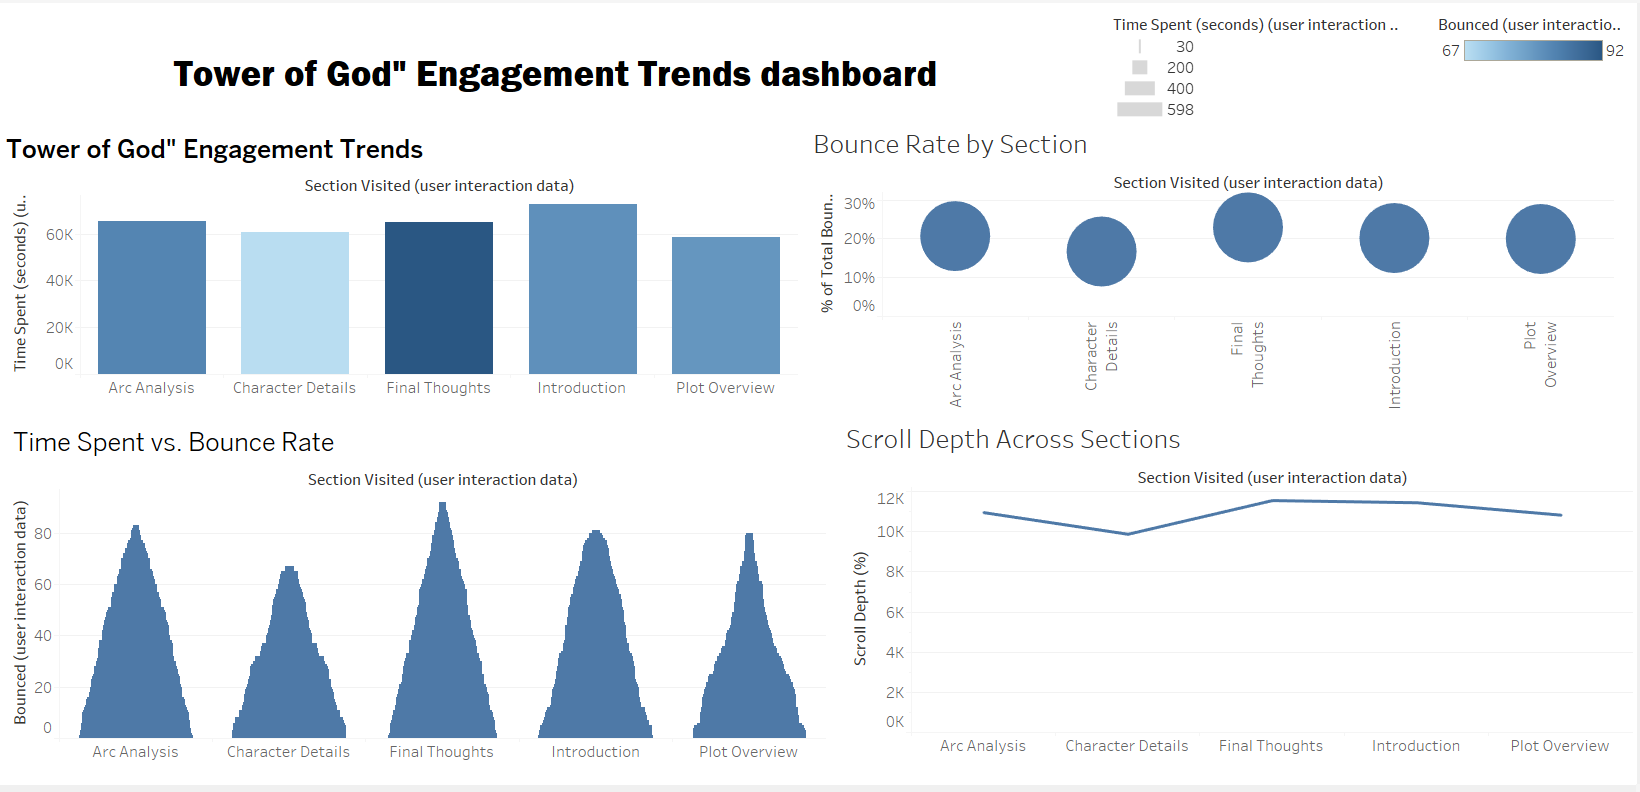 Tower of God" Engagement Trends dashboard
Time Spent (seconds) (user interaction ..
30
200
400
598
Bounced (user interactio..
67 92
Tower of God" Engagement Trends
Section Visited (user interaction data)
Time Spent (seconds) (u..
60K
40K
20K
0K
Arc Analysis Character Details Final Thoughts Introduction Plot Overview
Bounce Rate by Section
Section Visited (user interaction data)
% of Total Boun..
30%
20%
10%
0%
Arc Analysis
Character
Details
Final
Thoughts
Introduction
Plot
Overview
Time Spent vs. Bounce Rate
Section Visited (user interaction data)
Bounced (user interaction data)
80
60
40
20
0
Arc Analysis Character Details Final Thoughts Introduction Plot Overview
Scroll Depth Across Sections
Section Visited (user interaction data)
Scroll Depth (%)
12K
10K
8K
6K
4K
2K
0K
Arc Analysis Character Details Final Thoughts Introduction Plot Overview